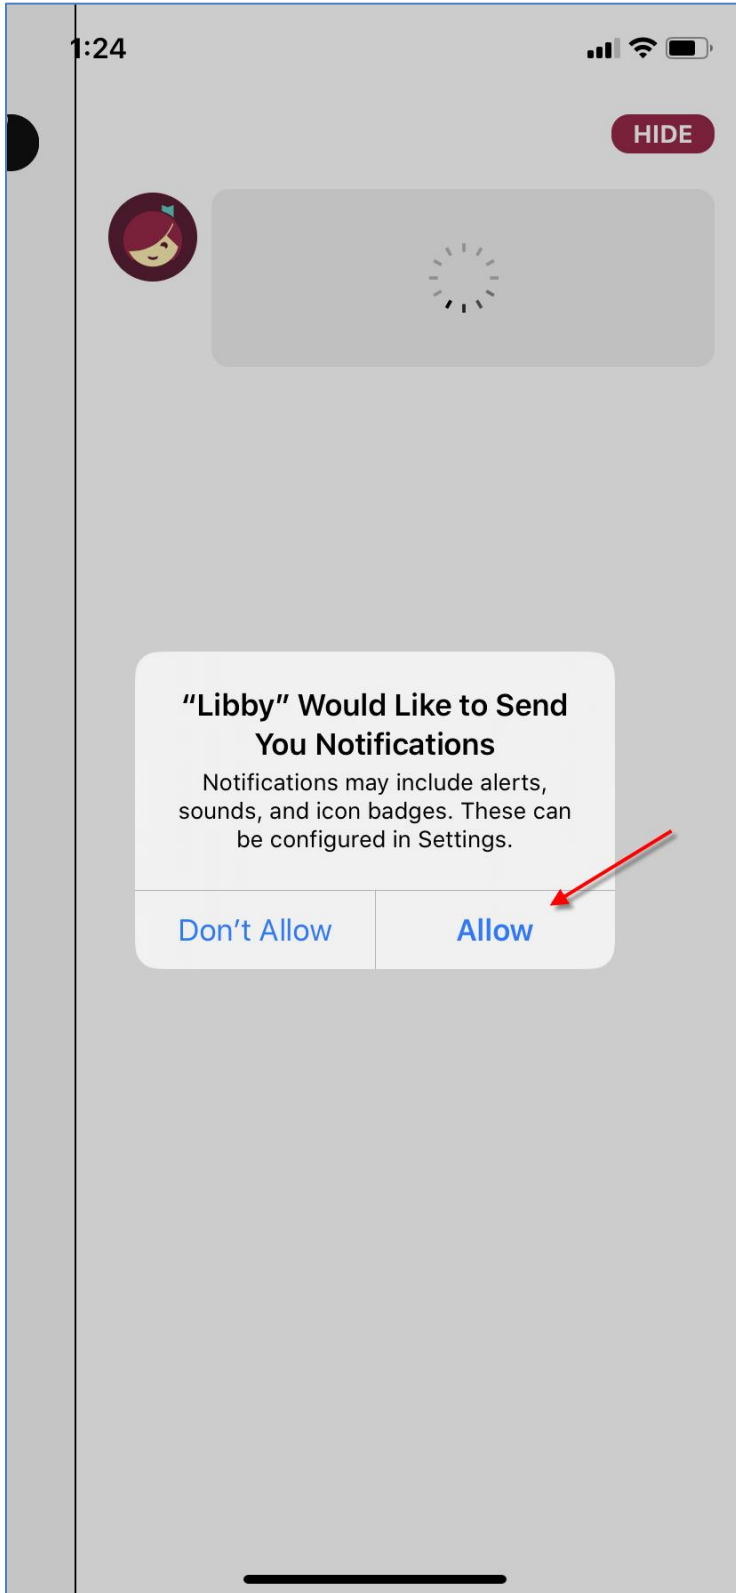 1:24
HIDE
“Libby” Would Like to Send
You Notifications
Notifications may include alerts,
sounds, and icon badges. These can
be configured in Settings.
Don’t Allow
Allow